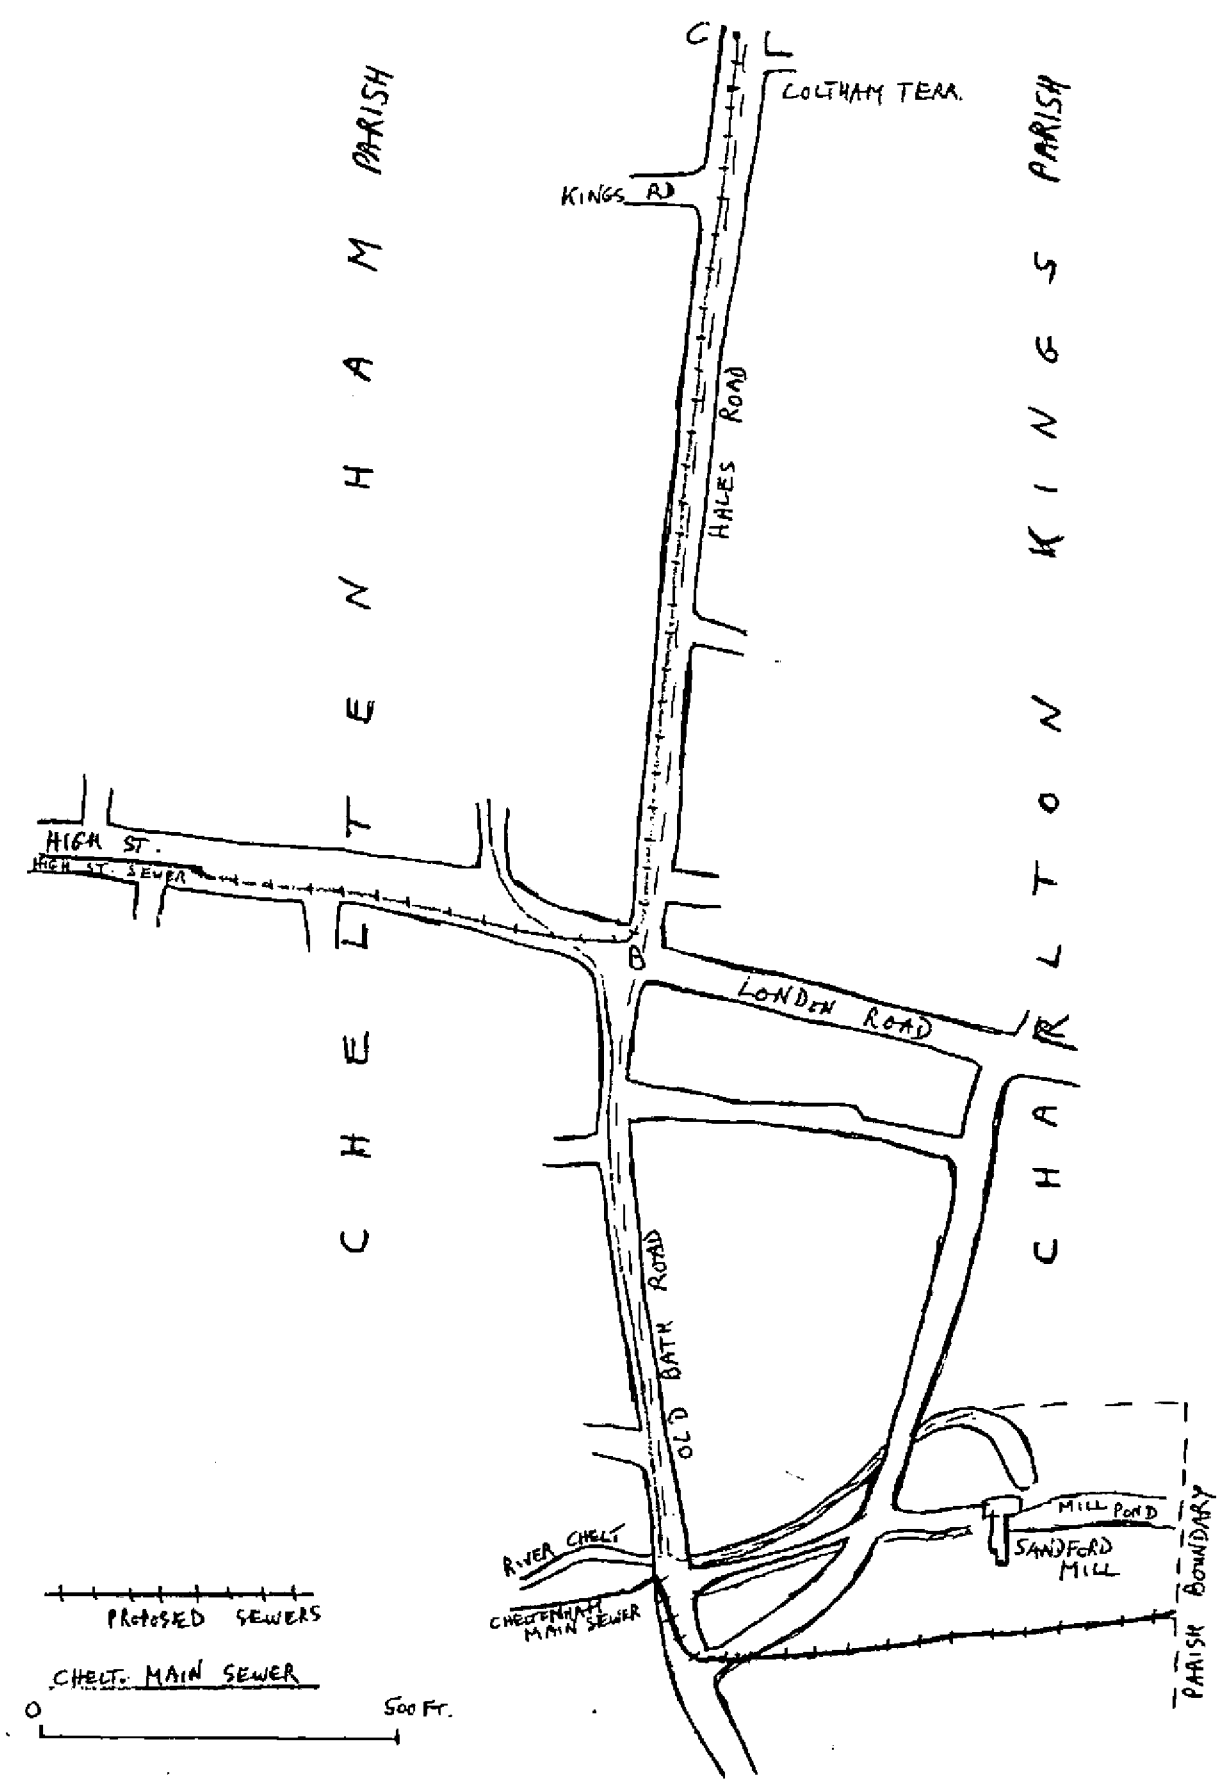 C
COLTHAM TERR.
KINGS RD
CHELTENHAM PARISH
CHARLTON KINGS PARISH
HALES ROAD
HIGH ST.
HIGH ST. SEWER
B
LONDON ROAD
OLD BATH ROAD
RIVER CHELT
CHELTENHAM
MAIN SEWER
MILL POND
SANDFORD
MILL
PARISH BOUNDARY
PROPOSED SEWERS
CHELT. MAIN SEWER
0
500 FT.